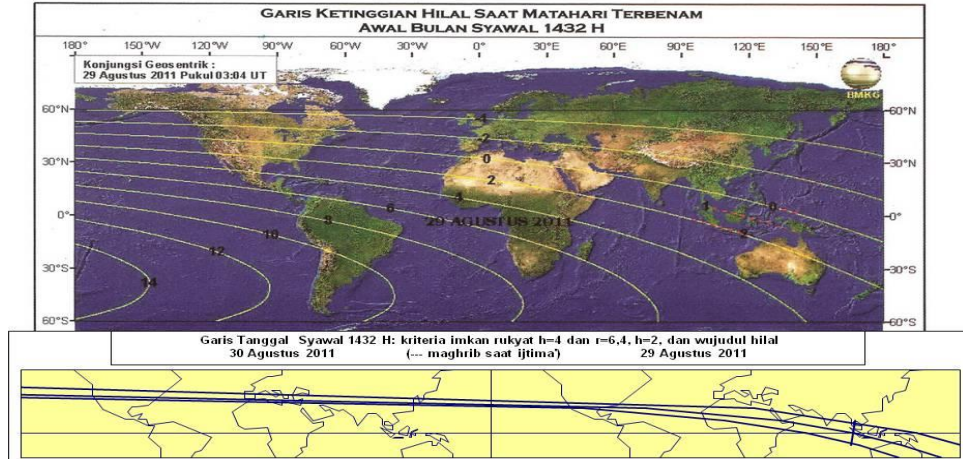 GARIS KETINGGIAN HILAL SAAT MATAHARI TERBENAM
AWAL BULAN SYAWAL 1432 H
180° 150°W 120°W 90°W 60°W 30°W 0°E 30°E 60°E 90°E 120°E 150°E 180°
Konjungsi Geosentrik :
29 Agustus 2011 Pukul 03:04 UT
BMKG
60°N 60°N
-4
-2
30°N 0 30°N
2
4
6 1 0
0° 8 29 AGUSTUS 2011 0°
10 2
12
30°S 14 30°S
60°S 60°S
Garis Tanggal Syawal 1432 H: kriteria imkan rukyat h=4 dan r=6,4, h=2, dan wujudul hilal
30 Agustus 2011 (--- maghrib saat ijtima') 29 Agustus 2011